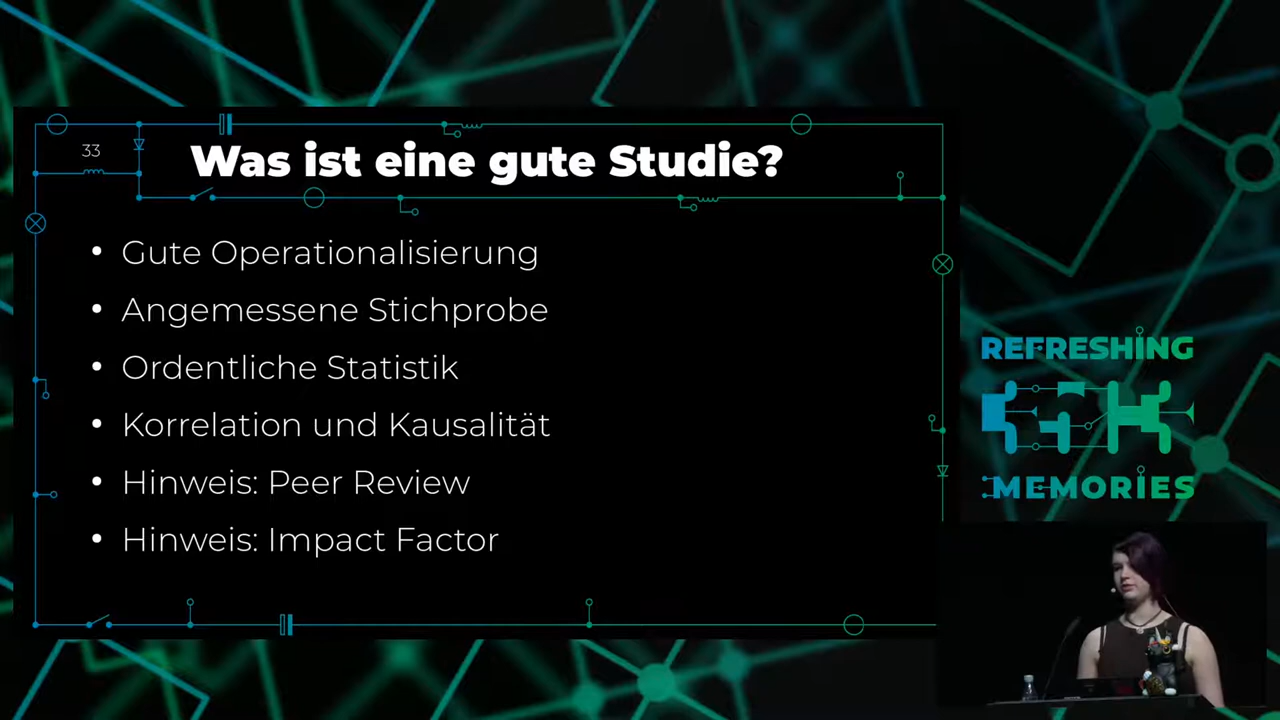 33
Was ist eine gute Studie?
• Gute Operationalisierung
• Angemessene Stichprobe
• Ordentliche Statistik
• Korrelation und Kausalität
• Hinweis: Peer Review
• Hinweis: Impact Factor
REFRESHING
MEMORIES